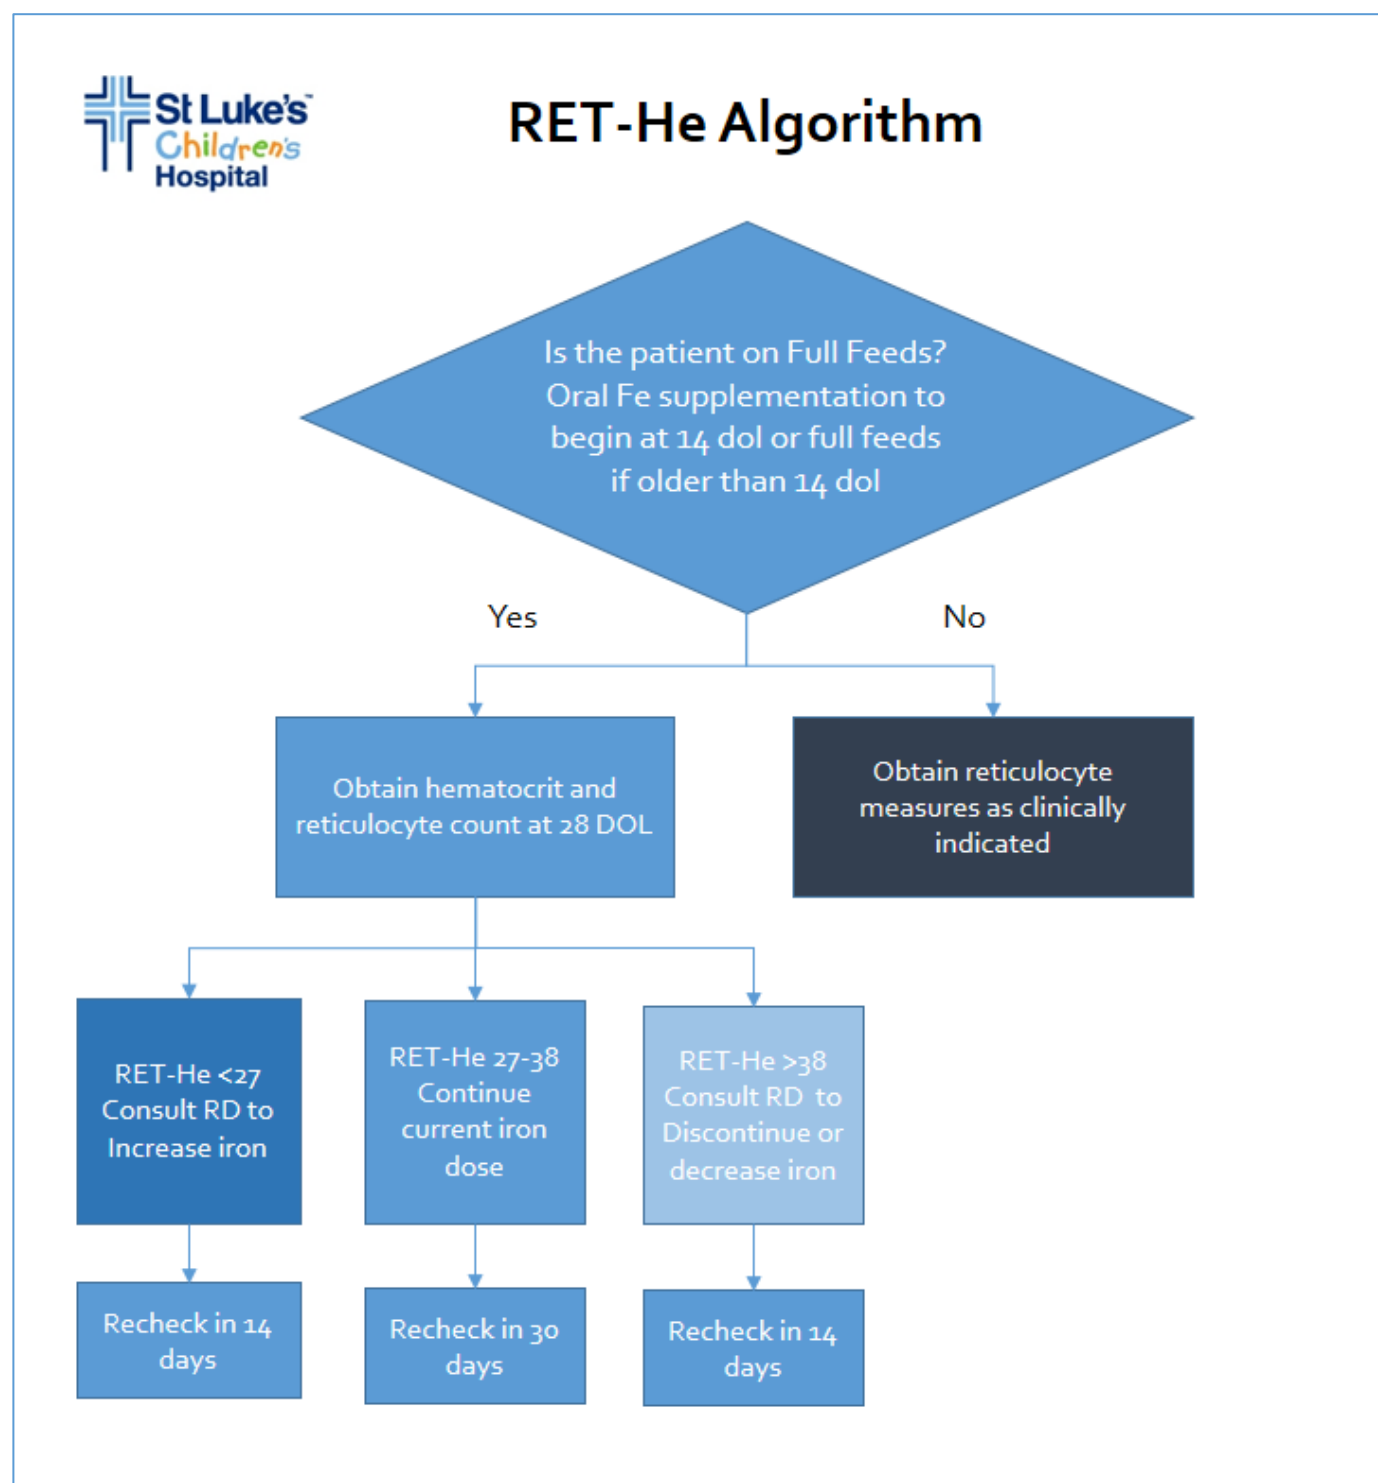 St Luke's™
Children's
Hospital
RET-He Algorithm
Is the patient on Full Feeds?
Oral Fe supplementation to
begin at 14 dol or full feeds
if older than 14 dol
Yes
No
Obtain hematocrit and
reticulocyte count at 28 DOL
Obtain reticulocyte
measures as clinically
indicated
RET-He <27
Consult RD to
Increase iron
RET-He 27-38
Continue
current iron
dose
RET-He >38
Consult RD to
Discontinue or
decrease iron
Recheck in 14
days
Recheck in 30
days
Recheck in 14
days